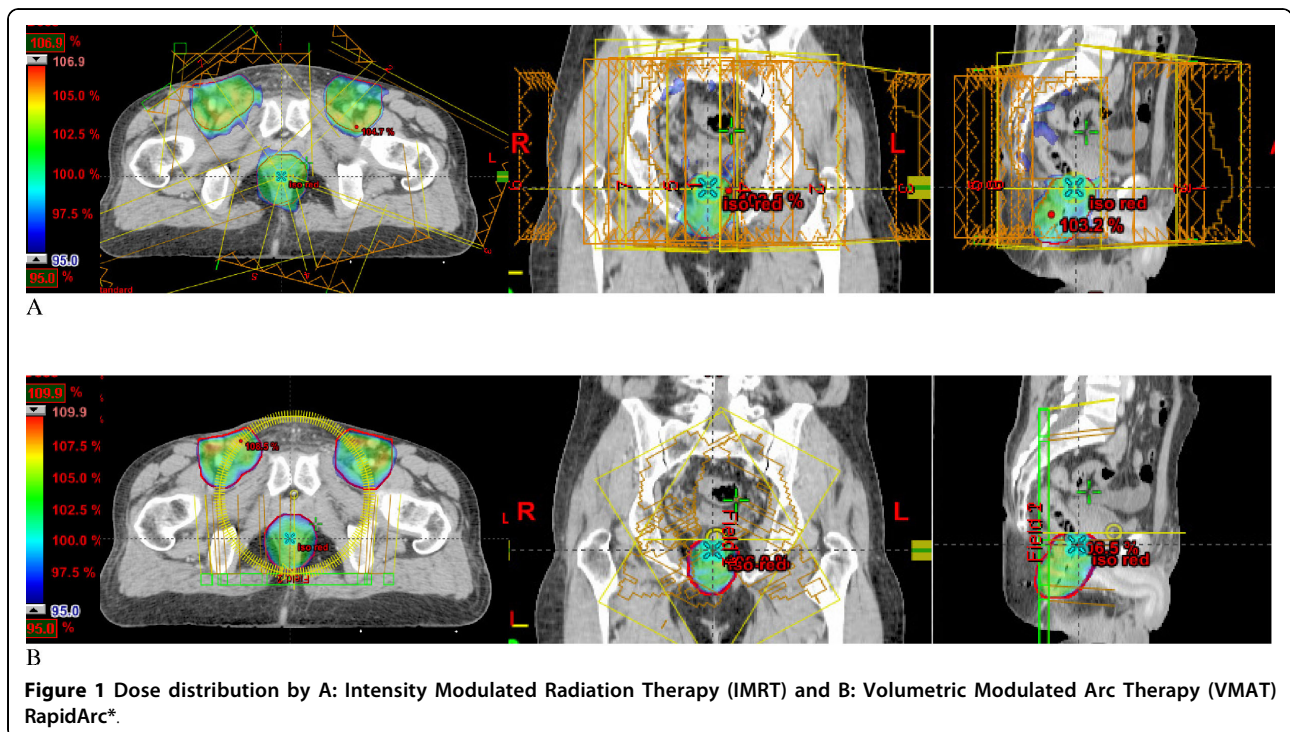 106.9 %
106.9
105.0 %
102.5 %
100.0 %
97.5 %
95.0
95.0 %
104.7 %
iso red
L
R
L
iso red
iso red
103.2 %
A
109.9 %
109.9
107.5 %
105.0 %
102.5 %
100.0 %
97.5 %
95.0
95.0 %
iso red
L
R
L
iso red
Field 2
iso red
B
Figure 1 Dose distribution by A: Intensity Modulated Radiation Therapy (IMRT) and B: Volumetric Modulated Arc Therapy (VMAT)
RapidArc*.